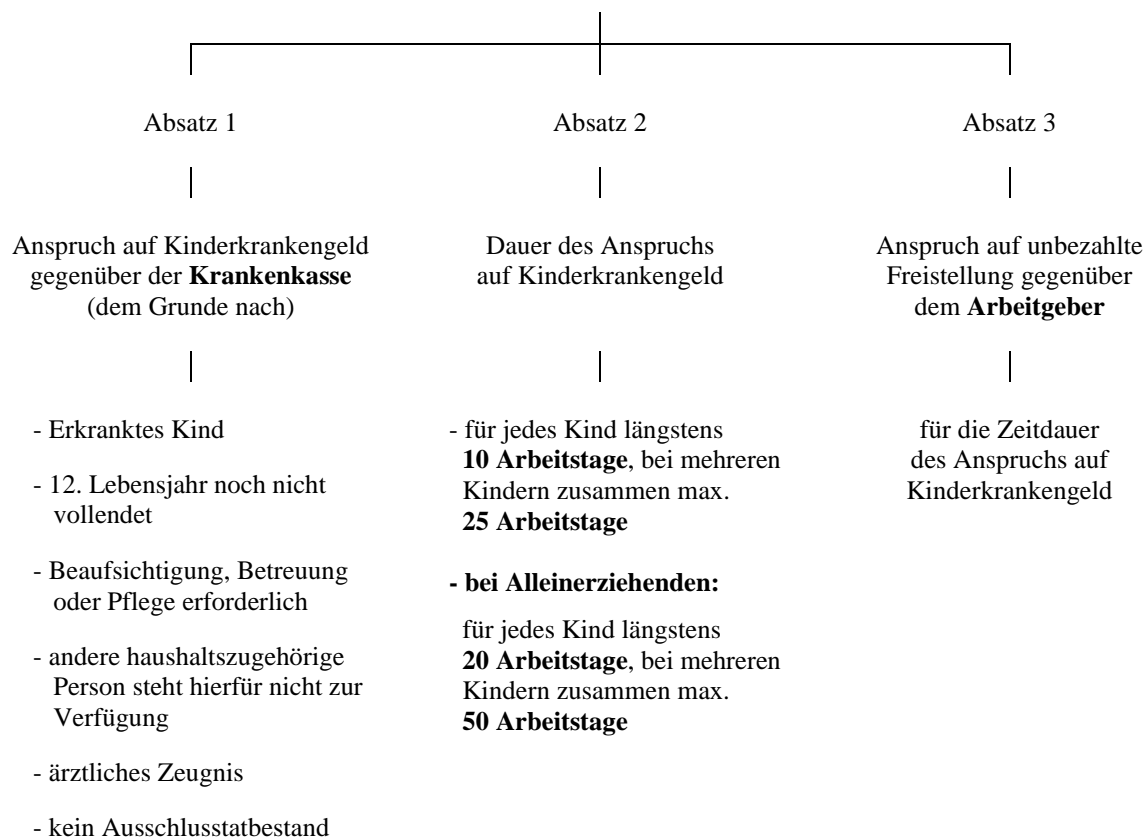 Absatz 1
Anspruch auf Kinderkrankengeld
gegenüber der Krankenkasse
(dem Grunde nach)
- Erkranktes Kind
- 12. Lebensjahr noch nicht
vollendet
- Beaufsichtigung, Betreuung
oder Pflege erforderlich
- andere haushaltszugehörige
Person steht hierfür nicht zur
Verfügung
- ärztliches Zeugnis
- kein Ausschlusstatbestand
Absatz 2
Dauer des Anspruchs
auf Kinderkrankengeld
- für jedes Kind längstens
10 Arbeitstage, bei mehreren
Kindern zusammen max.
25 Arbeitstage
- bei Alleinerziehenden:
für jedes Kind längstens
20 Arbeitstage, bei mehreren
Kindern zusammen max.
50 Arbeitstage
Absatz 3
Anspruch auf unbezahlte
Freistellung gegenüber
dem Arbeitgeber
für die Zeitdauer
des Anspruchs auf
Kinderkrankengeld